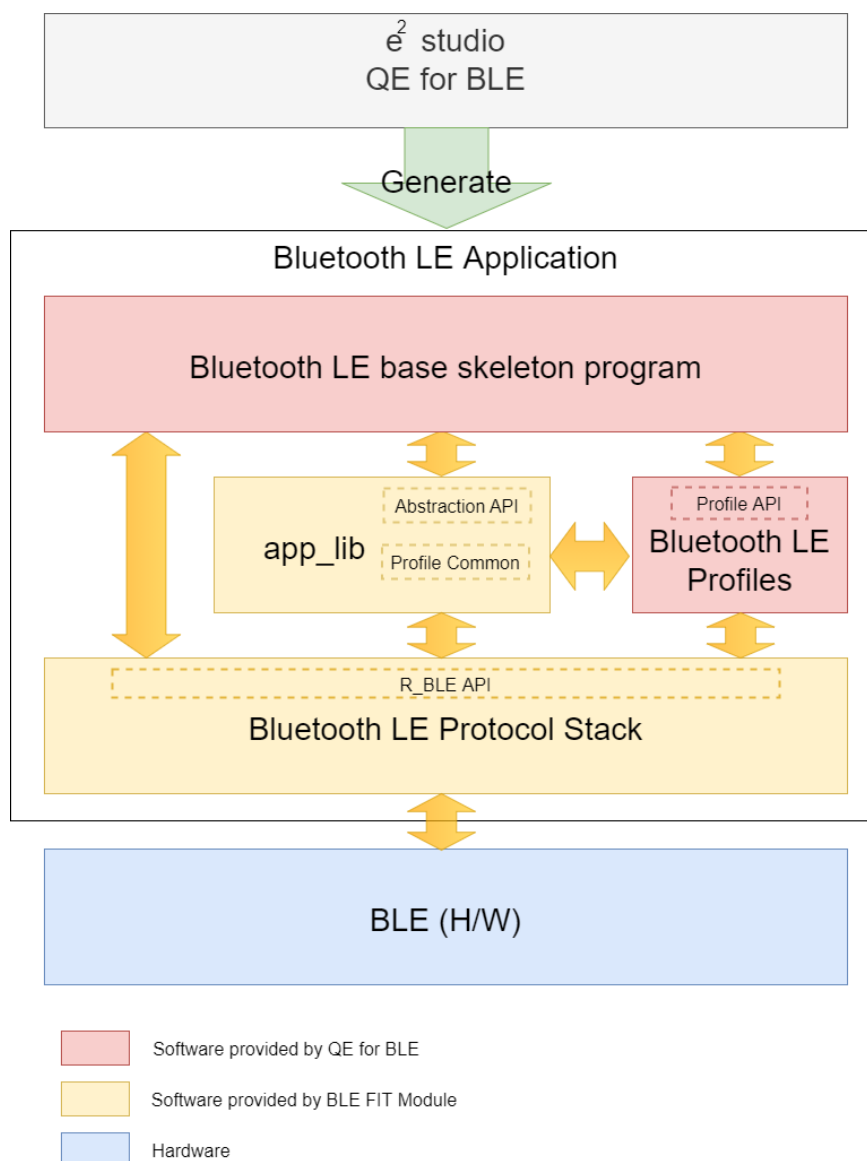 e² studio
QE for BLE
Generate
Bluetooth LE Application
Bluetooth LE base skeleton program
Abstraction API
app_lib
Profile Common
Profile API
Bluetooth LE
Profiles
R_BLE API
Bluetooth LE Protocol Stack
BLE (H/W)
Software provided by QE for BLE
Software provided by BLE FIT Module
Hardware